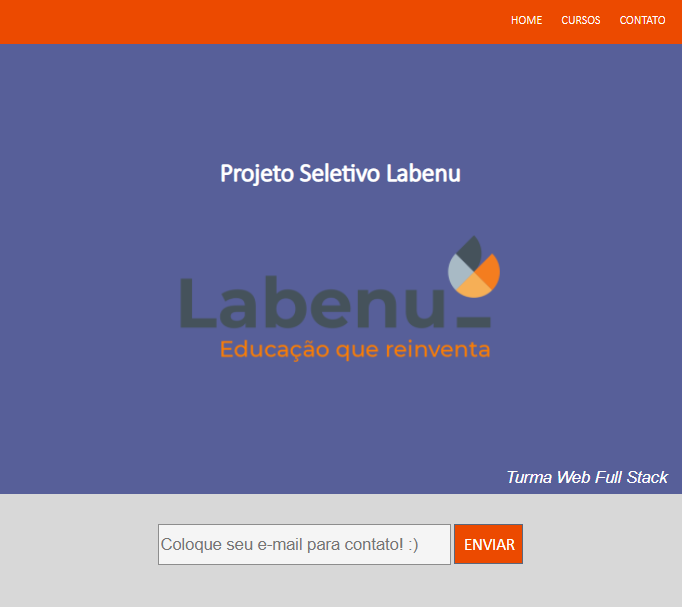 HOME CURSOS CONTATO
Projeto Seletivo Labenu
Labenu_
Educação que reinventa
Turma Web Full Stack
Coloque seu e-mail para contato! :) ENVIAR